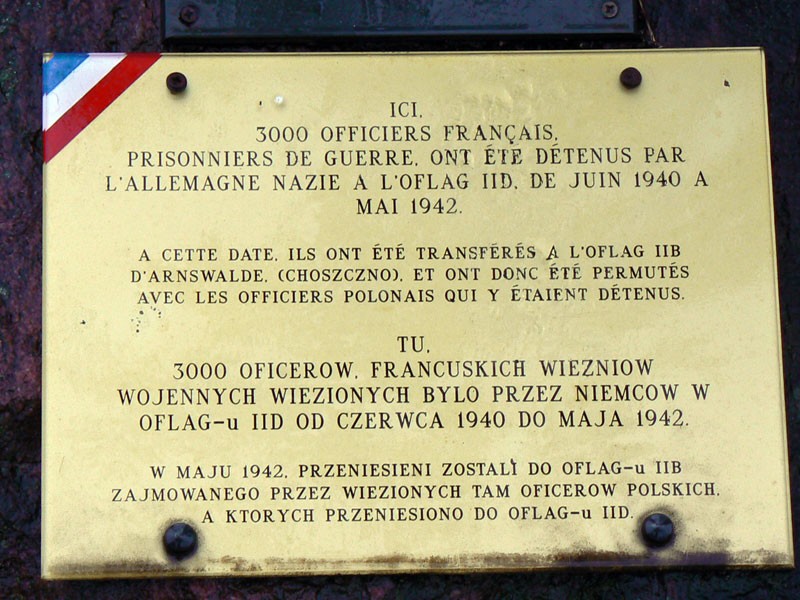 ICI,
3000 OFFICIERS FRANÇAIS,
PRISONNIERS DE GUERRE, ONT ÉTÉ DÉTENUS PAR
L'ALLEMAGNE NAZIE A L'OFLAG IID, DE JUIN 1940 A
MAI 1942.
A CETTE DATE, ILS ONT ÉTÉ TRANSFÉRÉS A L'OFLAG IIB
D'ARNSWALDE, (CHOSZCZNO), ET ONT DONC ÉTÉ PERMUTÉS
AVEC LES OFFICIERS POLONAIS QUI Y ÉTAIENT DÉTENUS.
TU,
3000 OFICEROW, FRANCUSKICH WIEZNIOW
WOJENNYCH WIEZIONYCH BYLO PRZEZ NIEMCOW W
OFLAG-u IID OD CZERWCA 1940 DO MAJA 1942.
W MAJU 1942, PRZENIESIENI ZOSTALI DO OFLAG-u IIB
ZAJMOWANEGO PRZEZ WIEZIONYCH TAM OFICEROW POLSKICH,
A KTORYCH PRZENIESIONO DO OFLAG-u IID.